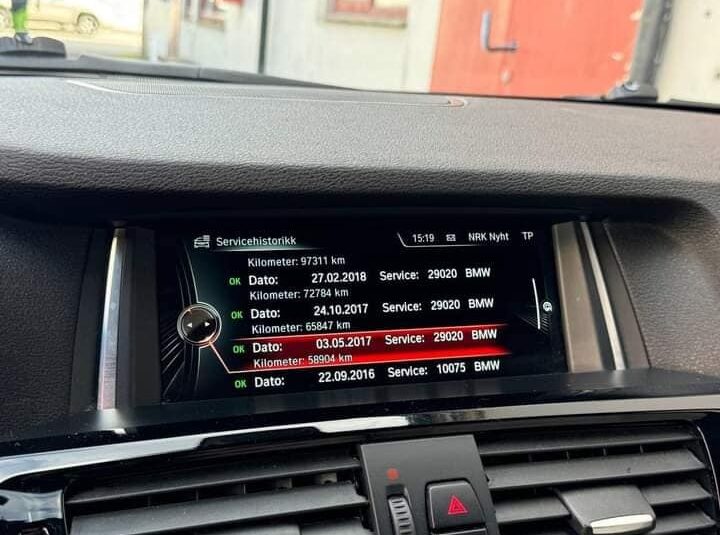 Servicehistorikk 15:19 NRK Nyht TP
Kilometer: 97311 km
OK Dato: 27.02.2018 Service: 29020 BMW
Kilometer: 72784 km
OK Dato: 24.10.2017 Service: 29020 BMW
Kilometer: 65847 km
OK Dato: 03.05.2017 Service: 29020 BMW
Kilometer: 58904 km
OK Dato: 22.09.2016 Service: 10075 BMW